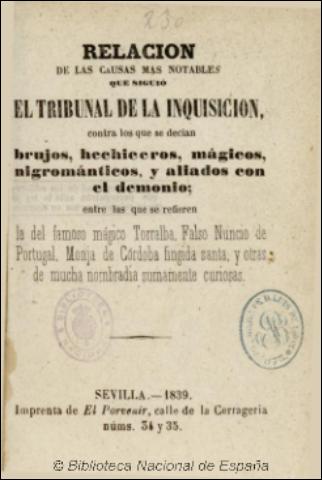 230
RELACION
DE LAS CAUSAS MAS NOTABLES
QUE SIGUIÓ
EL TRIBUNAL DE LA INQUISICION,
contra los que se decian
brujos, hechiceros, mágicos,
nigrománticos, y aliados con
el demonio;
entre las que se refieren
la del famoso mágico Torralba, Falso Nuncio de
Portugal, Monja de Córdoba fingida santa, y otras
de mucha nombradia sumamente curiosas.
SEVILLA.—1839.
Imprenta de El Porvenir, calle de la Cerrageria
núms. 34 y 35.
© Biblioteca Nacional de España